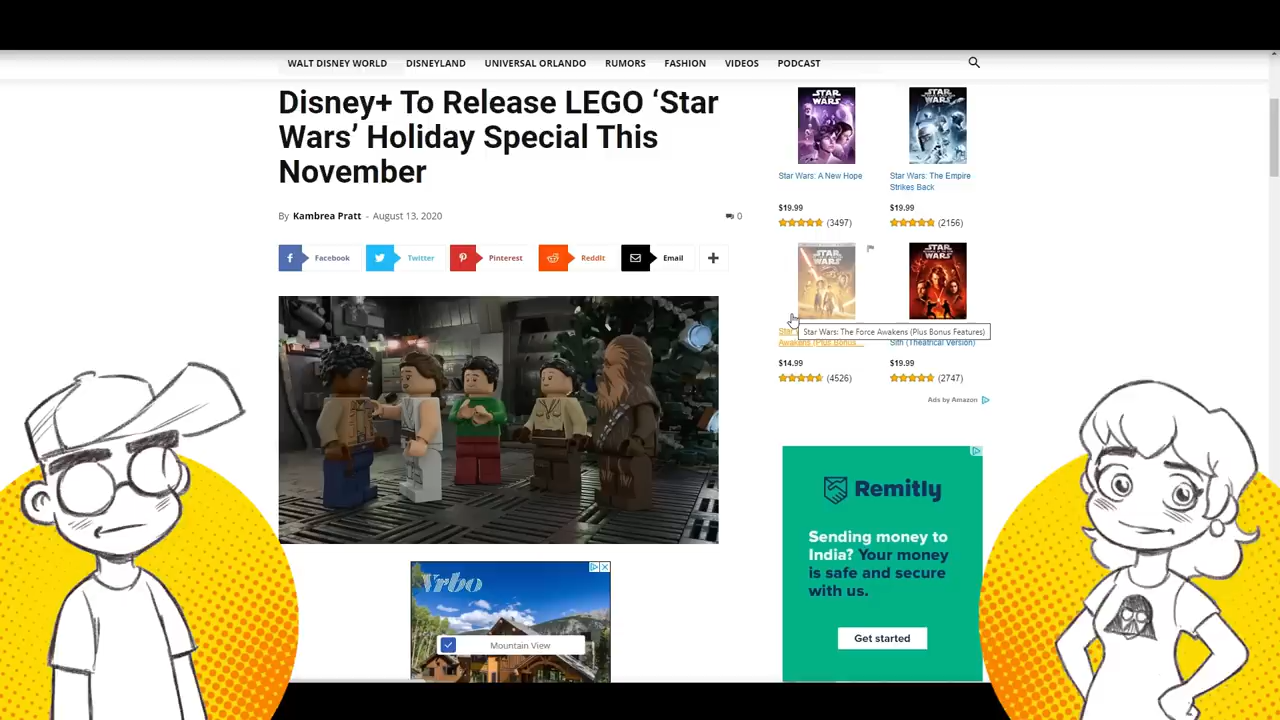 WALT DISNEY WORLD DISNEYLAND UNIVERSAL ORLANDO RUMORS FASHION VIDEOS PODCAST
Disney+ To Release LEGO ‘Star
Wars’ Holiday Special This
November
By Kambrea Pratt - August 13, 2020
0
Facebook
Twitter
Pinterest
ReddIt
Email
STAR WARS
STAR WARS
Star Wars: A New Hope
Star Wars: The Empire
Strikes Back
$19.99
$19.99
(3497)
(2156)
STAR WARS
STAR WARS
Star Wars: The Force Awakens (Plus Bonus Features)
Awakens (Plus Bonus...
Sith (Theatrical Version)
$14.99
$19.99
(4526)
(2747)
Ads by Amazon
Remitly
Sending money to
India? Your money
is safe and secure
with us.
Get started
Vrbo
Mountain View